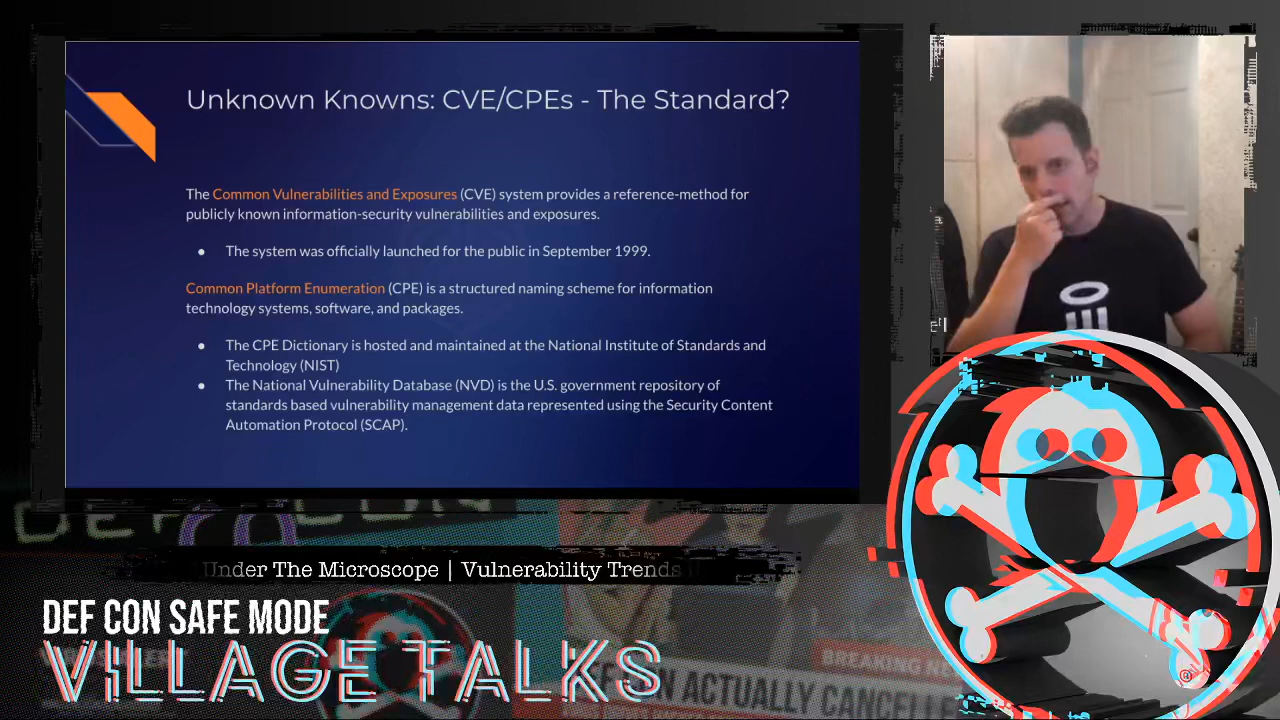 Unknown Knowns: CVE/CPEs - The Standard?
The Common Vulnerabilities and Exposures (CVE) system provides a reference-method for
publicly known information-security vulnerabilities and exposures.
● The system was officially launched for the public in September 1999.
Common Platform Enumeration (CPE) is a structured naming scheme for information
technology systems, software, and packages.
● The CPE Dictionary is hosted and maintained at the National Institute of Standards and
Technology (NIST)
● The National Vulnerability Database (NVD) is the U.S. government repository of
standards based vulnerability management data represented using the Security Content
Automation Protocol (SCAP).
DEF CON
Under The Microscope | Vulnerability Trends
DEF CON SAFE MODE
VILLAGE TALKS
BREAKING
CON ACTUALLY